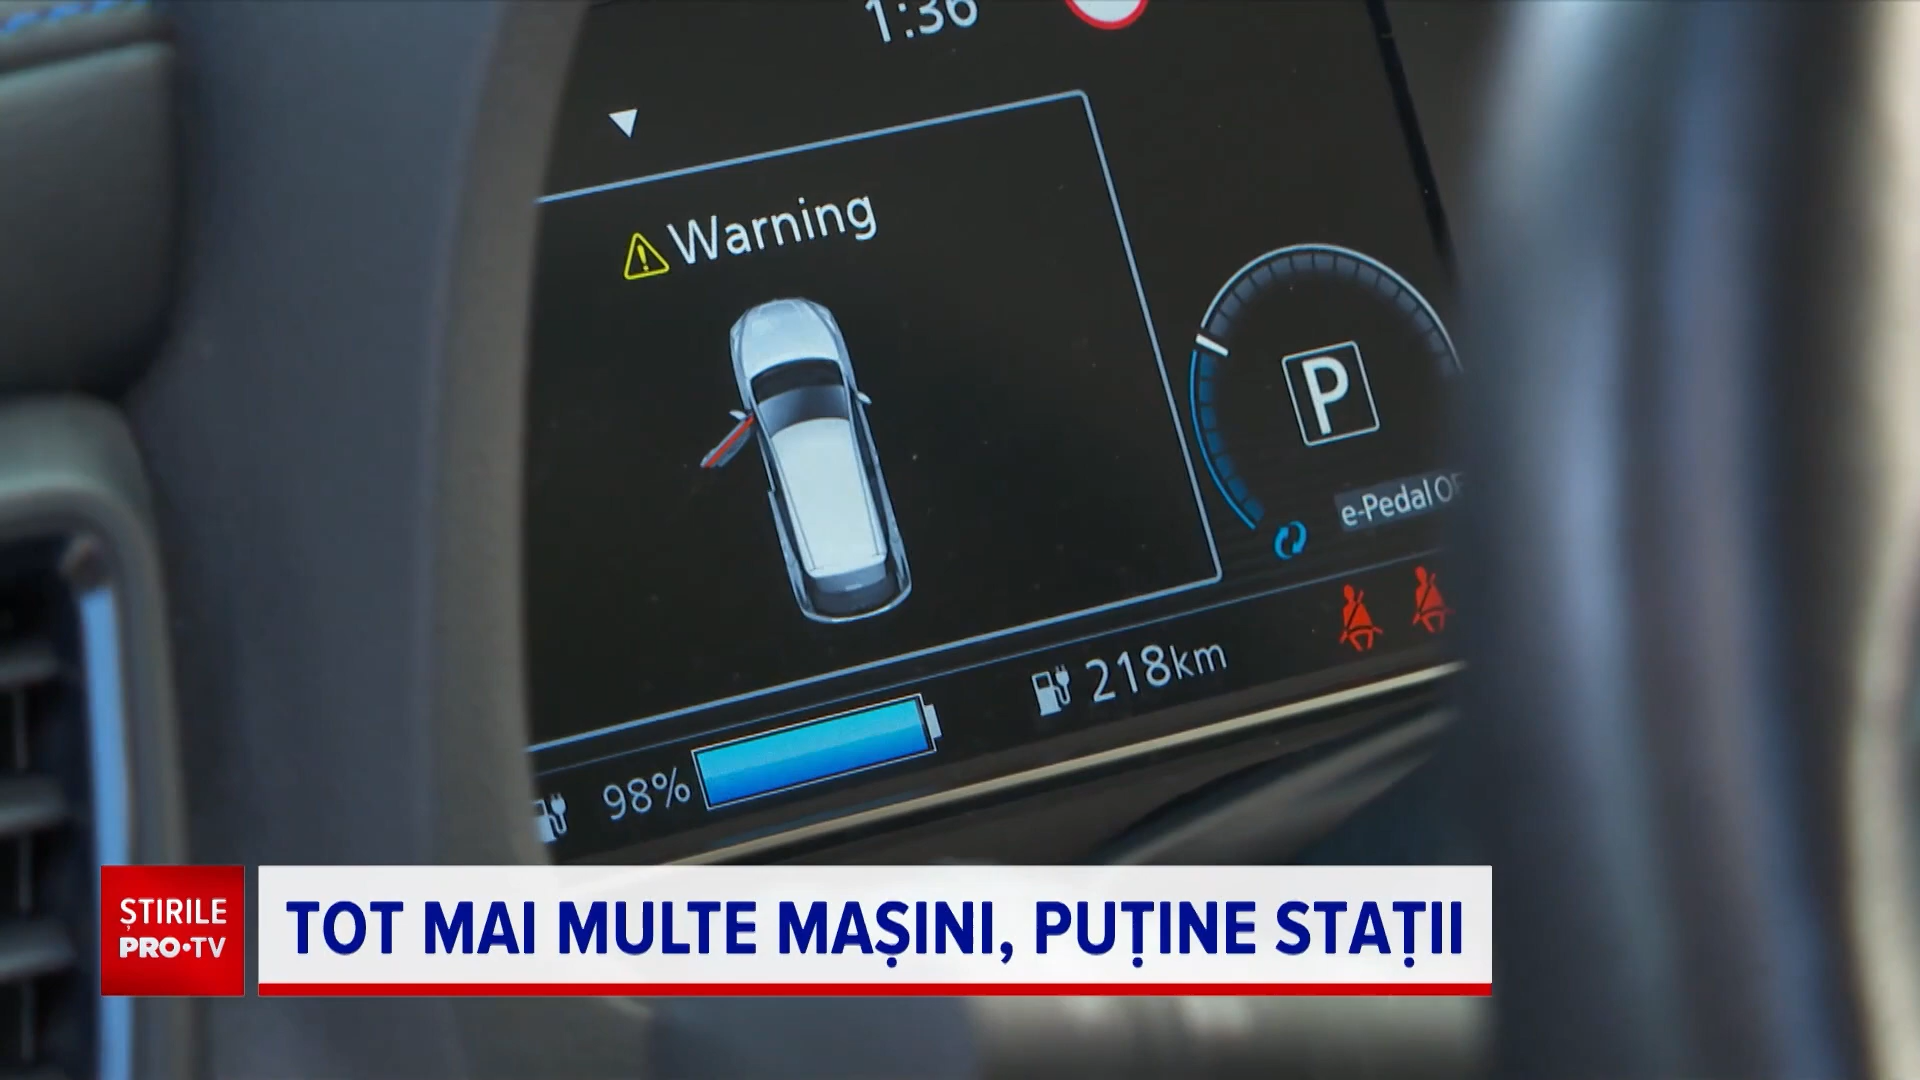 1:36
Warning
P
e-Pedal
218km
98%
ȘTIRILE
PRO•TV
TOT MAI MULTE MAȘINI, PUȚINE STAȚII